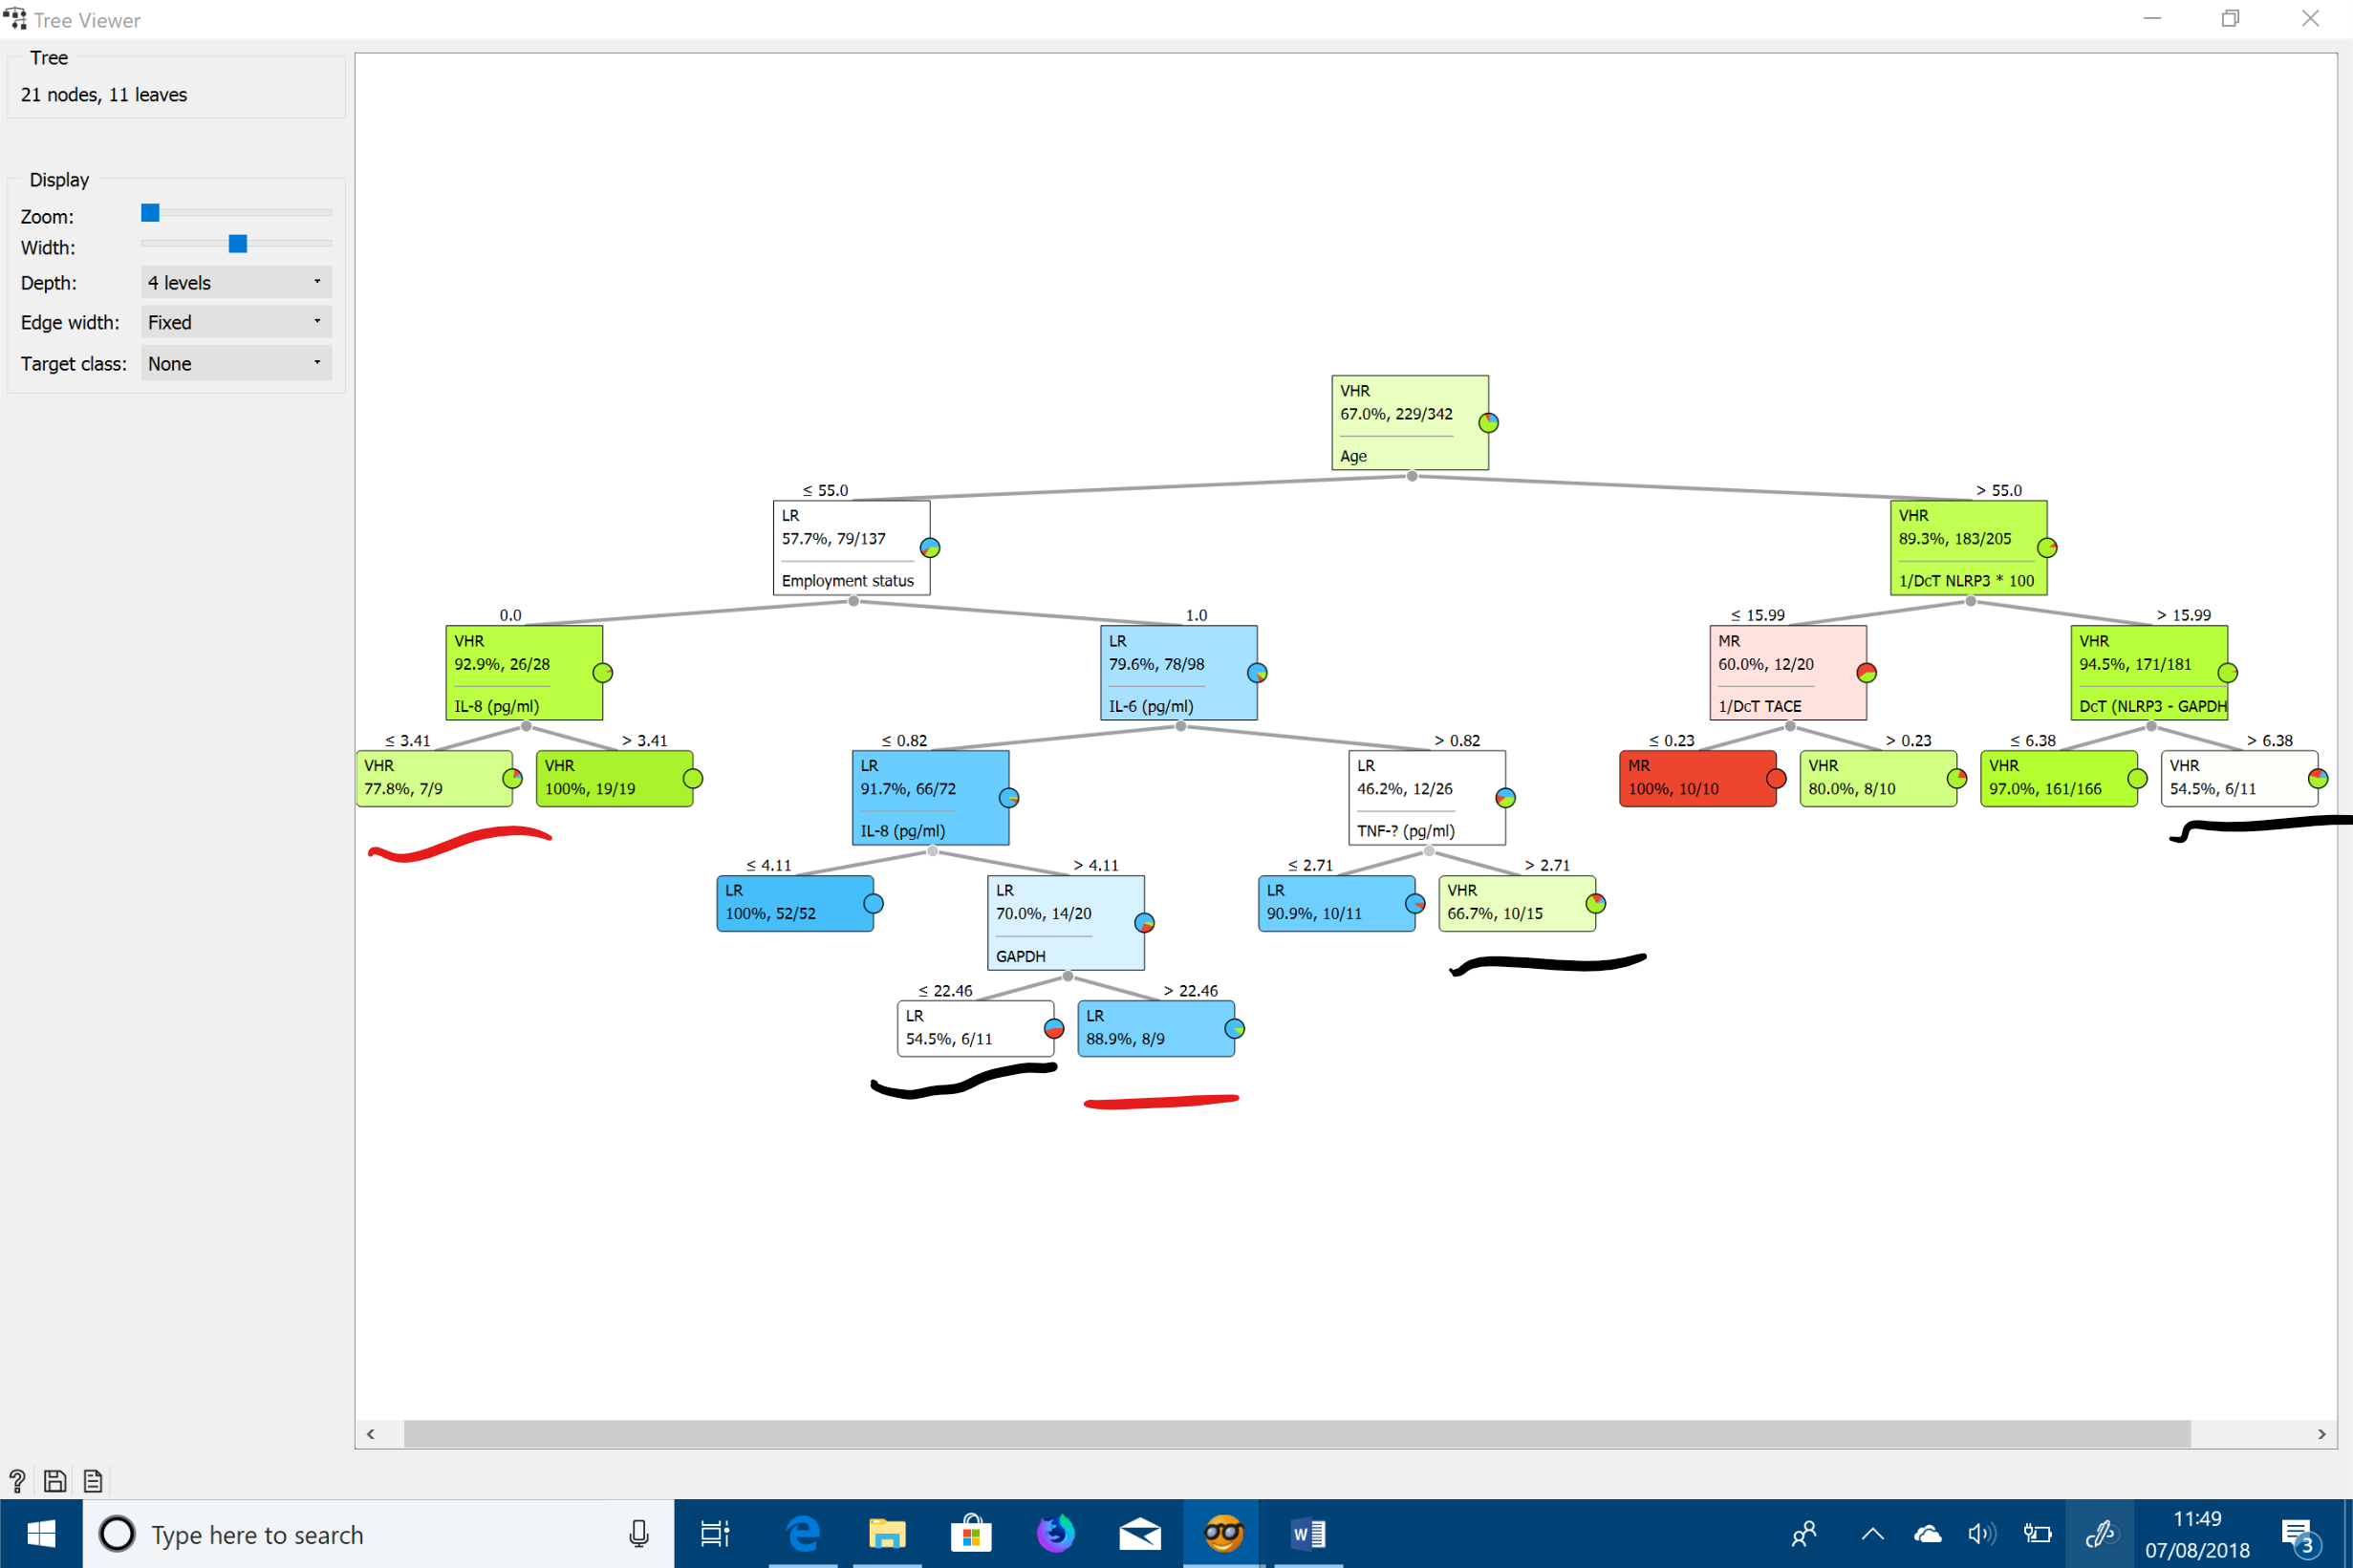 Tree Viewer
Tree
21 nodes, 11 leaves
Display
Zoom:
Width:
Depth: 4 levels
Edge width: Fixed
Target class: None
VHR
67.0%, 229/342
Age
≤ 55.0
> 55.0
LR
57.7%, 79/137
Employment status
VHR
89.3%, 183/205
1/DcT NLRP3 * 100
0.0
1.0
≤ 15.99
> 15.99
VHR
92.9%, 26/28
IL-8 (pg/ml)
LR
79.6%, 78/98
IL-6 (pg/ml)
MR
60.0%, 12/20
1/DcT TACE
VHR
94.5%, 171/181
DcT (NLRP3 - GAPDH
≤ 3.41
> 3.41
≤ 0.82
> 0.82
≤ 0.23
> 0.23
≤ 6.38
> 6.38
VHR
77.8%, 7/9
VHR
100%, 19/19
LR
91.7%, 66/72
IL-8 (pg/ml)
LR
46.2%, 12/26
TNF-? (pg/ml)
MR
100%, 10/10
VHR
80.0%, 8/10
VHR
97.0%, 161/166
VHR
54.5%, 6/11
≤ 4.11
> 4.11
≤ 2.71
> 2.71
LR
100%, 52/52
LR
70.0%, 14/20
GAPDH
LR
90.9%, 10/11
VHR
66.7%, 10/15
≤ 22.46
> 22.46
LR
54.5%, 6/11
LR
88.9%, 8/9
Type here to search
11:49
07/08/2018
3